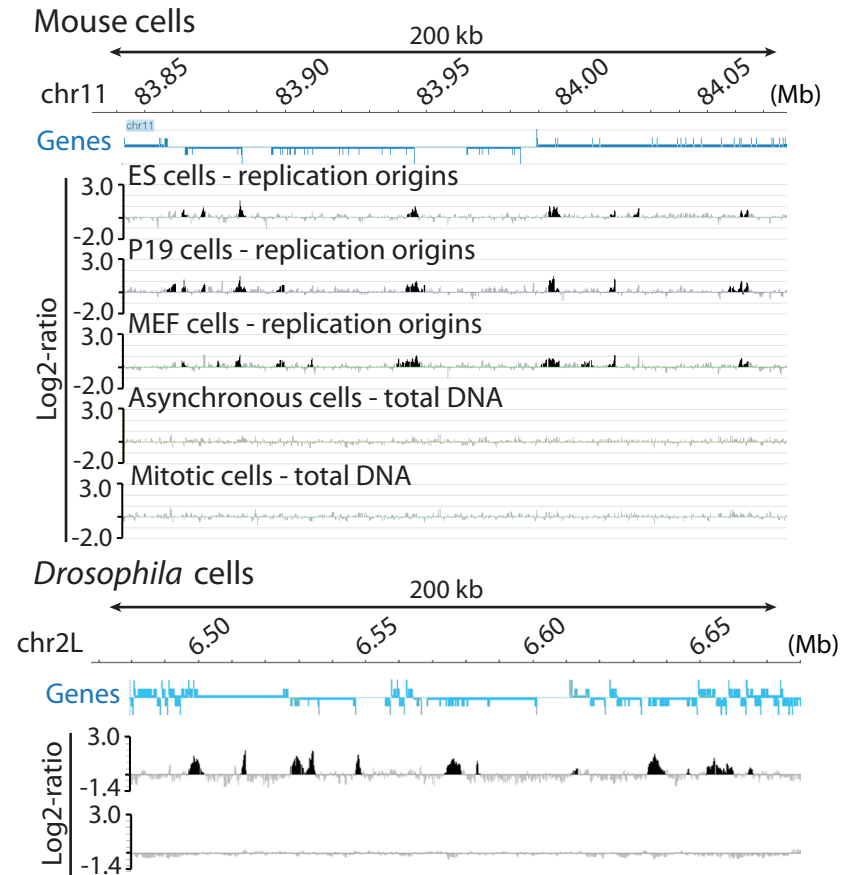 Mouse cells
200 kb
chr11 83.85 83.90 83.95 84.00 84.05 (Mb)
chr11
Genes
ES cells - replication origins
3.0
-2.0
P19 cells - replication origins
3.0
-2.0
MEF cells - replication origins
3.0
-2.0
Log2-ratio
Asynchronous cells - total DNA
3.0
-2.0
Mitotic cells - total DNA
3.0
-2.0
Drosophila cells
200 kb
chr2L 6.50 6.55 6.60 6.65 (Mb)
Genes
Log2-ratio
3.0
-1.4
Log2-ratio
3.0
-1.4